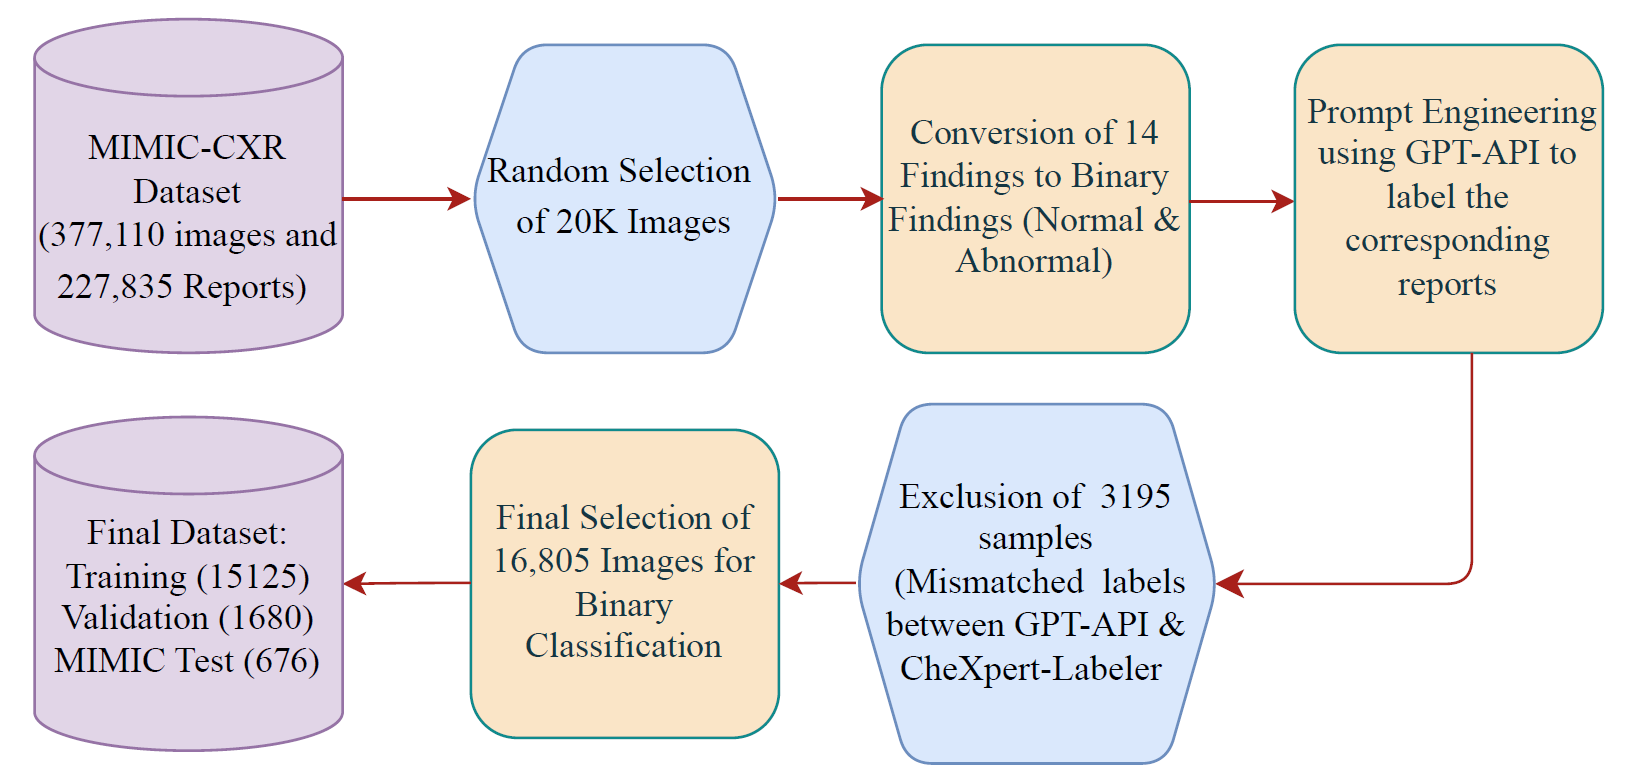 MIMIC-CXR
Dataset
(377,110 images and
227,835 Reports)
Random Selection
of 20K Images
Conversion of 14
Findings to Binary
Findings (Normal &
Abnormal)
Prompt Engineering
using GPT-API to
label the
corresponding
reports
Exclusion of 3195
samples
(Mismatched labels
between GPT-API &
CheXpert-Labeler
Final Selection of
16,805 Images for
Binary
Classification
Final Dataset:
Training (15125)
Validation (1680)
MIMIC Test (676)